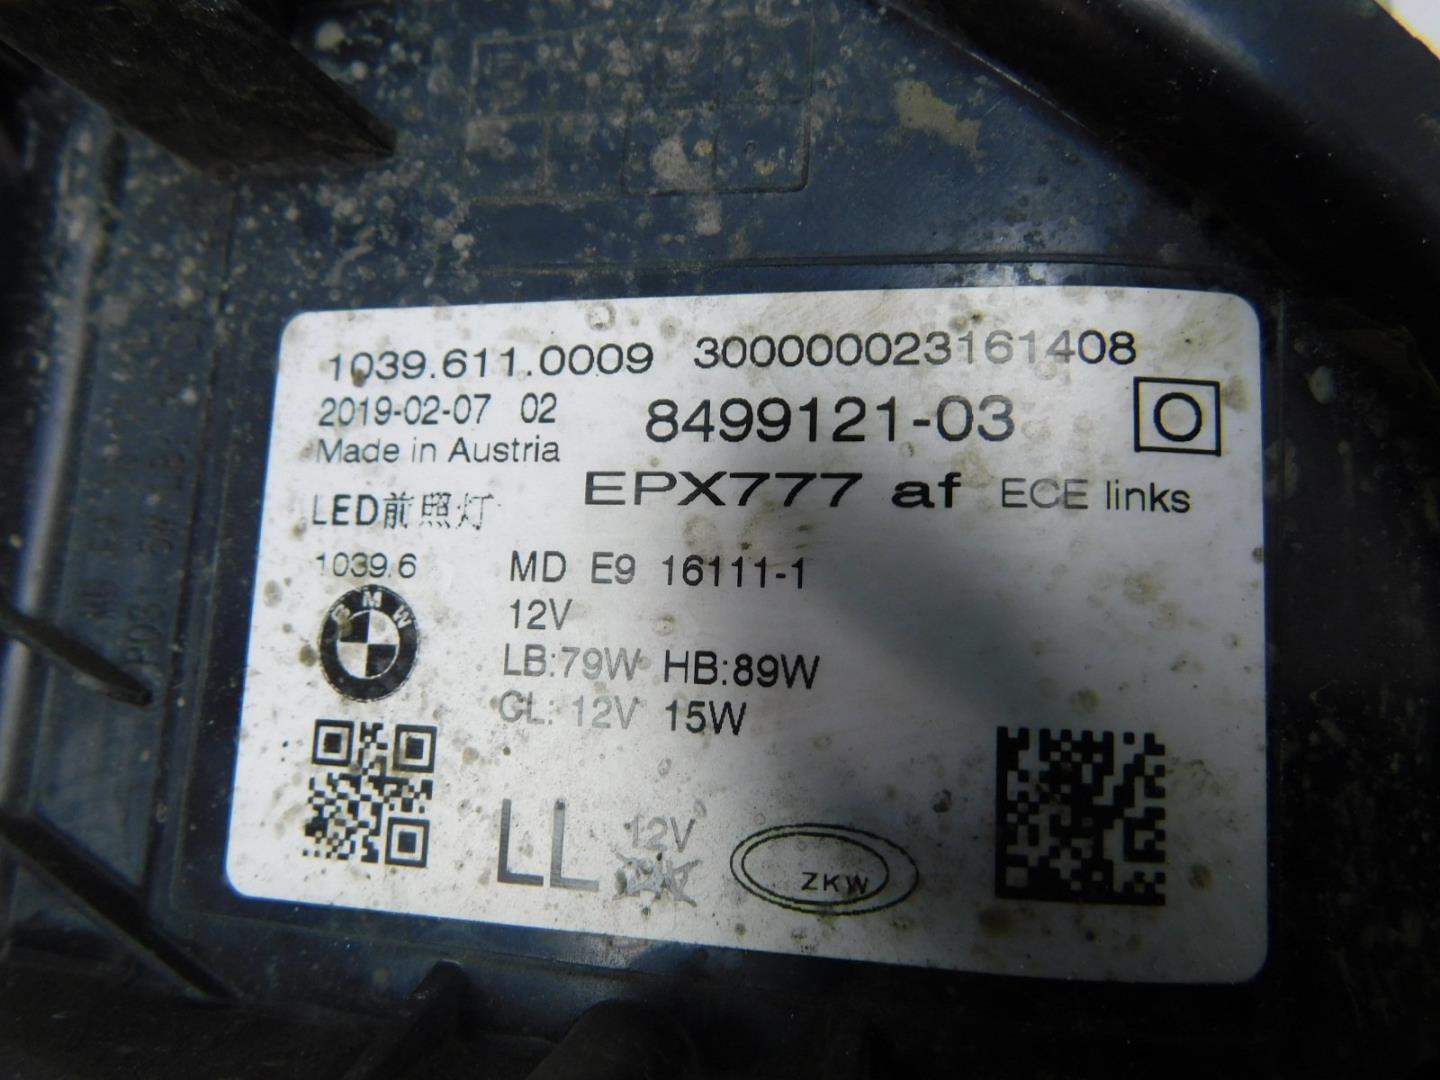 1039.611.0009 300000023161408
2019-02-07 02 8499121-03
Made in Austria
EPX777 af ECE links
LED前照灯
1039.6 MD E9 16111-1
12V
BMW
LB:79W HB:89W
CL: 12V 15W
LL 12V
ZKW